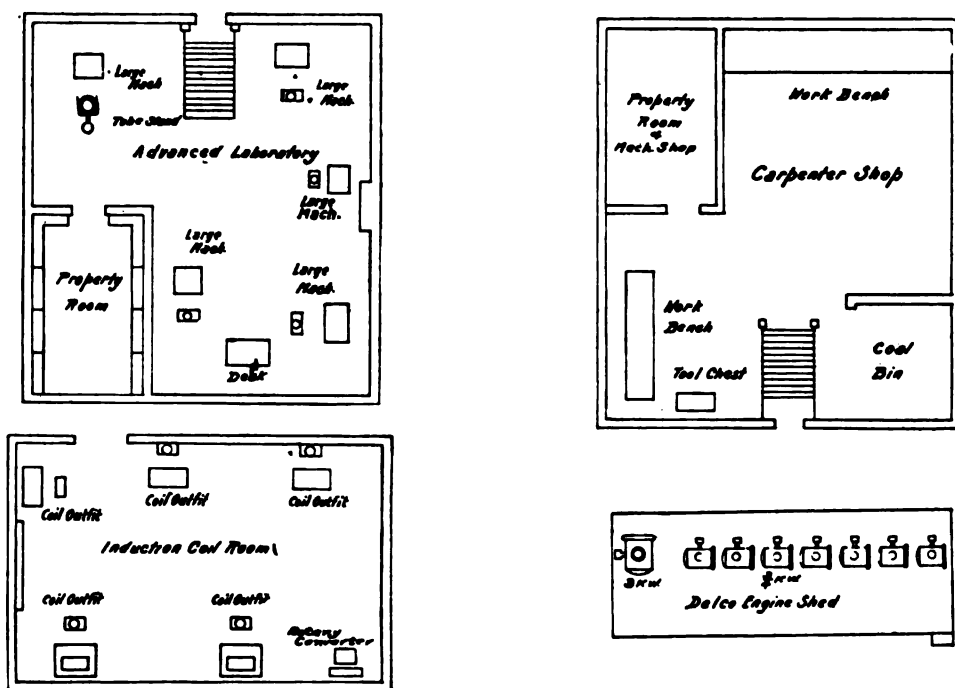 Large
Mach.
Tube Stand
Large
Mach.
Advanced Laboratory
Large
Mach.
Large
Mach.
Large
Mach.
Property
Room
Desk
Property
Room
&
Mach. Shop
Work Bench
Carpenter Shop
Work
Bench
Tool Chest
Coal
Bin
Coil Outfit
Coil Outfit
Coil Outfit
Induction Coil Room
Coil Outfit
Coil Outfit
Rotary
Converter
3 K.W.
K.W.
Delco Engine Shed